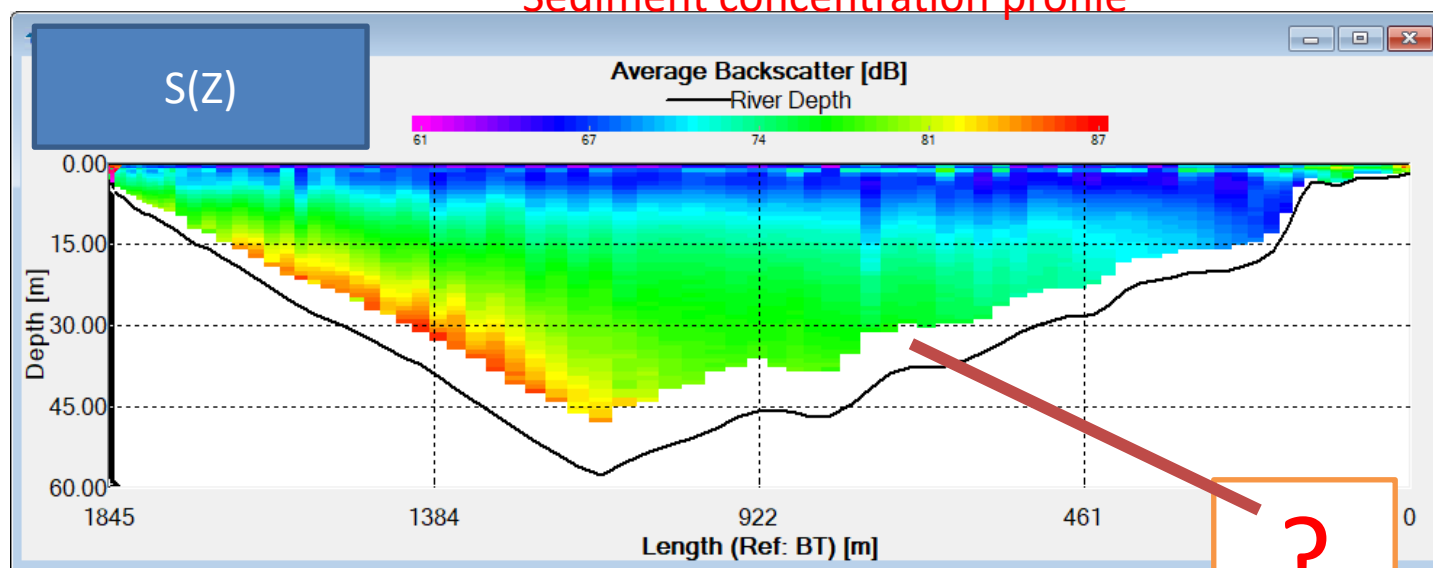 Sediment concentration profile
S(Z)
Average Backscatter [dB]
River Depth
61 67 74 81 87
0.00
15.00
30.00
45.00
60.00
Depth [m]
1845 1384 922 461 0
Length (Ref: BT) [m]
?